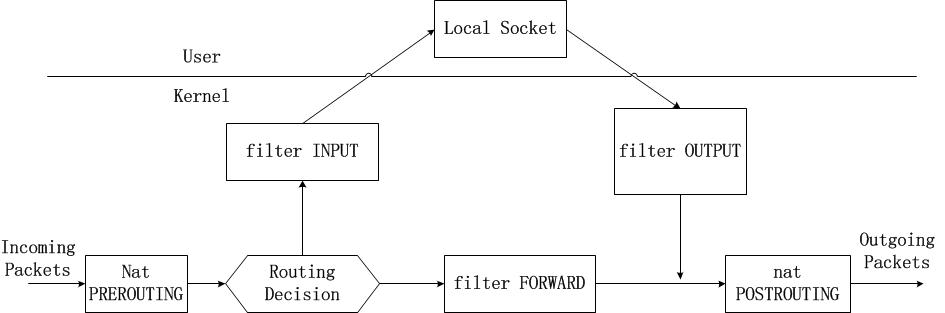 Local Socket
User
Kernel
filter INPUT
filter OUTPUT
Incoming
Packets
Nat
PREROUTING
Routing
Decision
filter FORWARD
nat
POSTROUTING
Outgoing
Packets